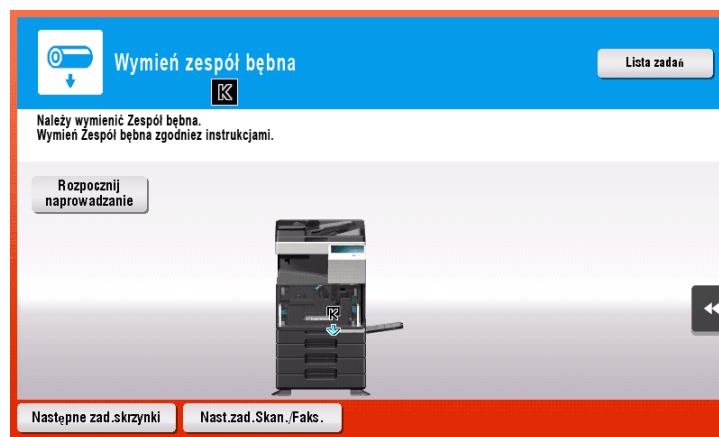 Wymień zespół bębna
Lista zadań
K
Należy wymienić Zespół bębna.
Wymień Zespół bębna zgodniez instrukcjami.
Rozpocznij
naprowadzanie
K
Następne zad.skrzynki
Nast.zad.Skan./Faks.